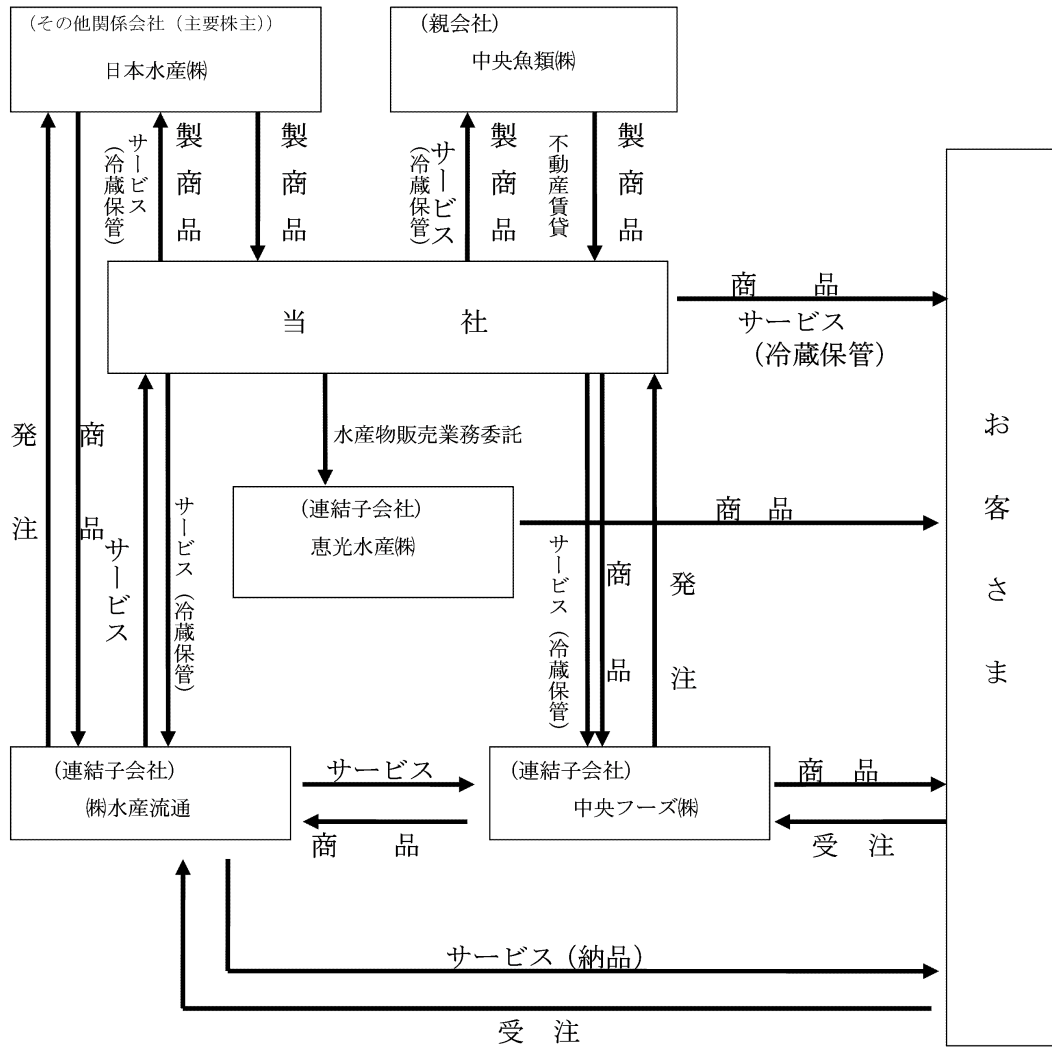 (その他関係会社（主要株主）)
日本水産㈱
(親会社)
中央魚類㈱
サービス
(冷蔵保管)
製商品
製商品
サービス
(冷蔵保管)
製商品
不動産賃貸
製商品
当社
商品
サービス
（冷蔵保管）
お客さま
発注
商品
サービス
サービス（冷蔵保管）
水産物販売業務委託
(連結子会社)
恵光水産㈱
商品
サービス（冷蔵保管）
商品
発注
(連結子会社)
㈱水産流通
サービス
商品
(連結子会社)
中央フーズ㈱
商品
受注
サービス（納品）
受注